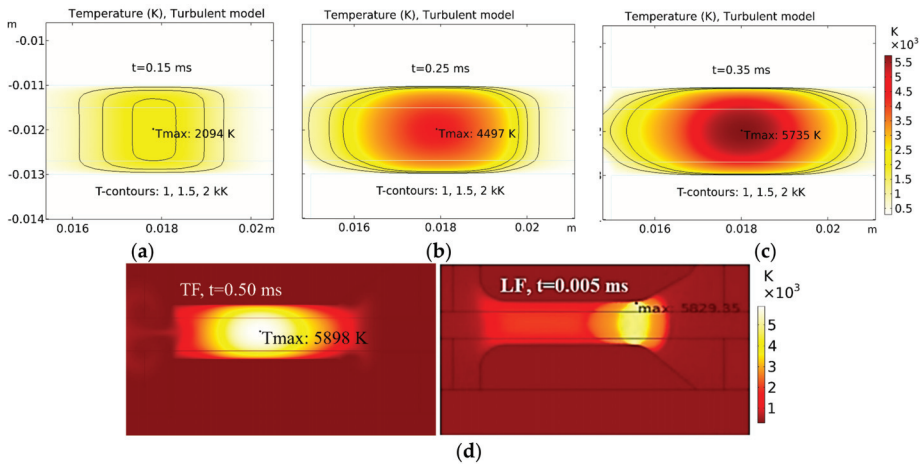 Temperature (K), Turbulent model
m
-0.01
-0.011
-0.012
-0.013
-0.014
t=0.15 ms
Tmax: 2094 K
T-contours: 1, 1.5, 2 kK
0.016
0.018
0.02
m
(a)
Temperature (K), Turbulent model
t=0.25 ms
Tmax: 4497 K
T-contours: 1, 1.5, 2 kK
0.016
0.018
0.02
m
(b)
Temperature (K), Turbulent model
t=0.35 ms
Tmax: 5735 K
T-contours: 1, 1.5, 2 kK
0.016
0.018
0.02
m
(c)
K
×10³
5.5
5
4.5
4
3.5
3
2.5
2
1.5
1
0.5
TF, t=0.50 ms
Tmax: 5898 K
LF, t=0.005 ms
max: 5829.35
K
×10³
5
4
3
2
1
(d)